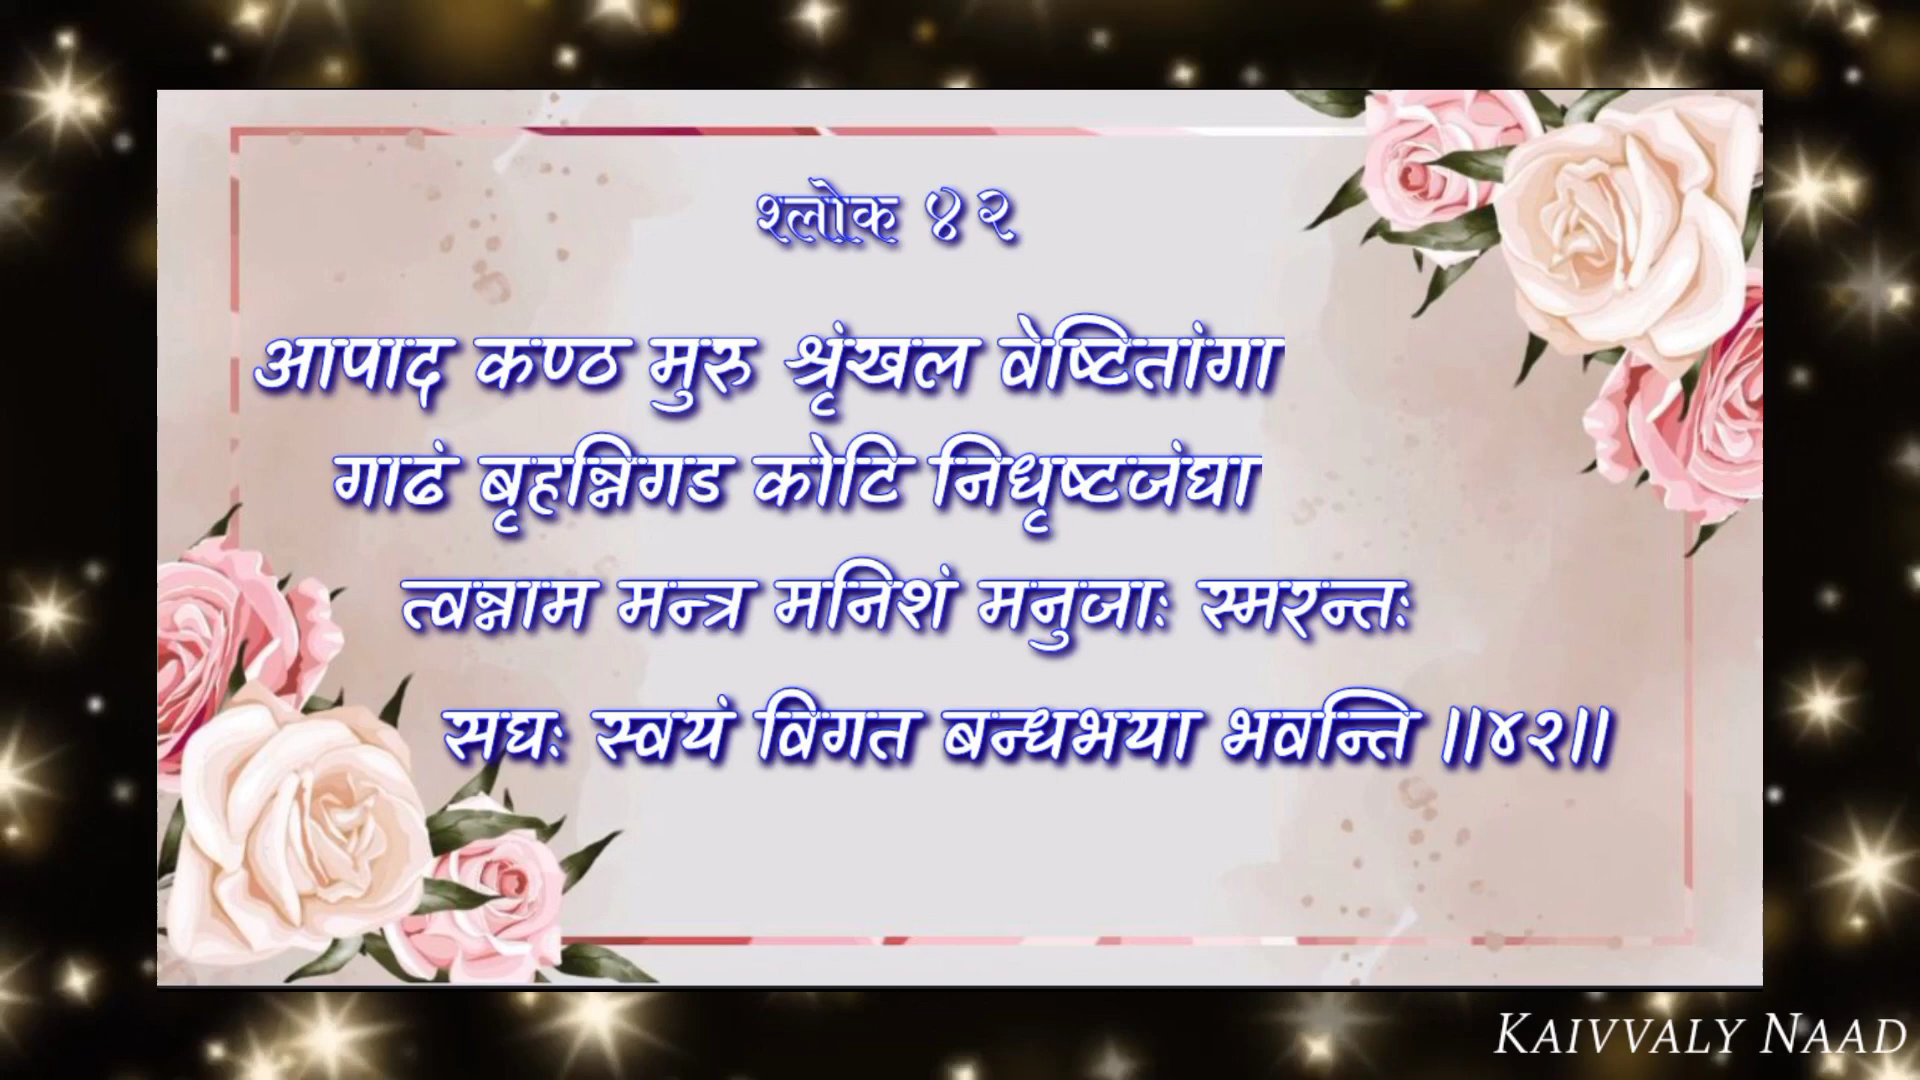 श्लोक ४२
आपाद कण्ठ मुरु श्रृंखल वेष्टितांगा
गाढं बृहन्निगड कोटि निधृष्टजंघा
त्वन्नाम मन्त्र मनिशं मनुजाः स्मरन्तः
सघः स्वयं विगत बन्धभया भवन्ति ॥४२॥
KAIVVALY NAAD